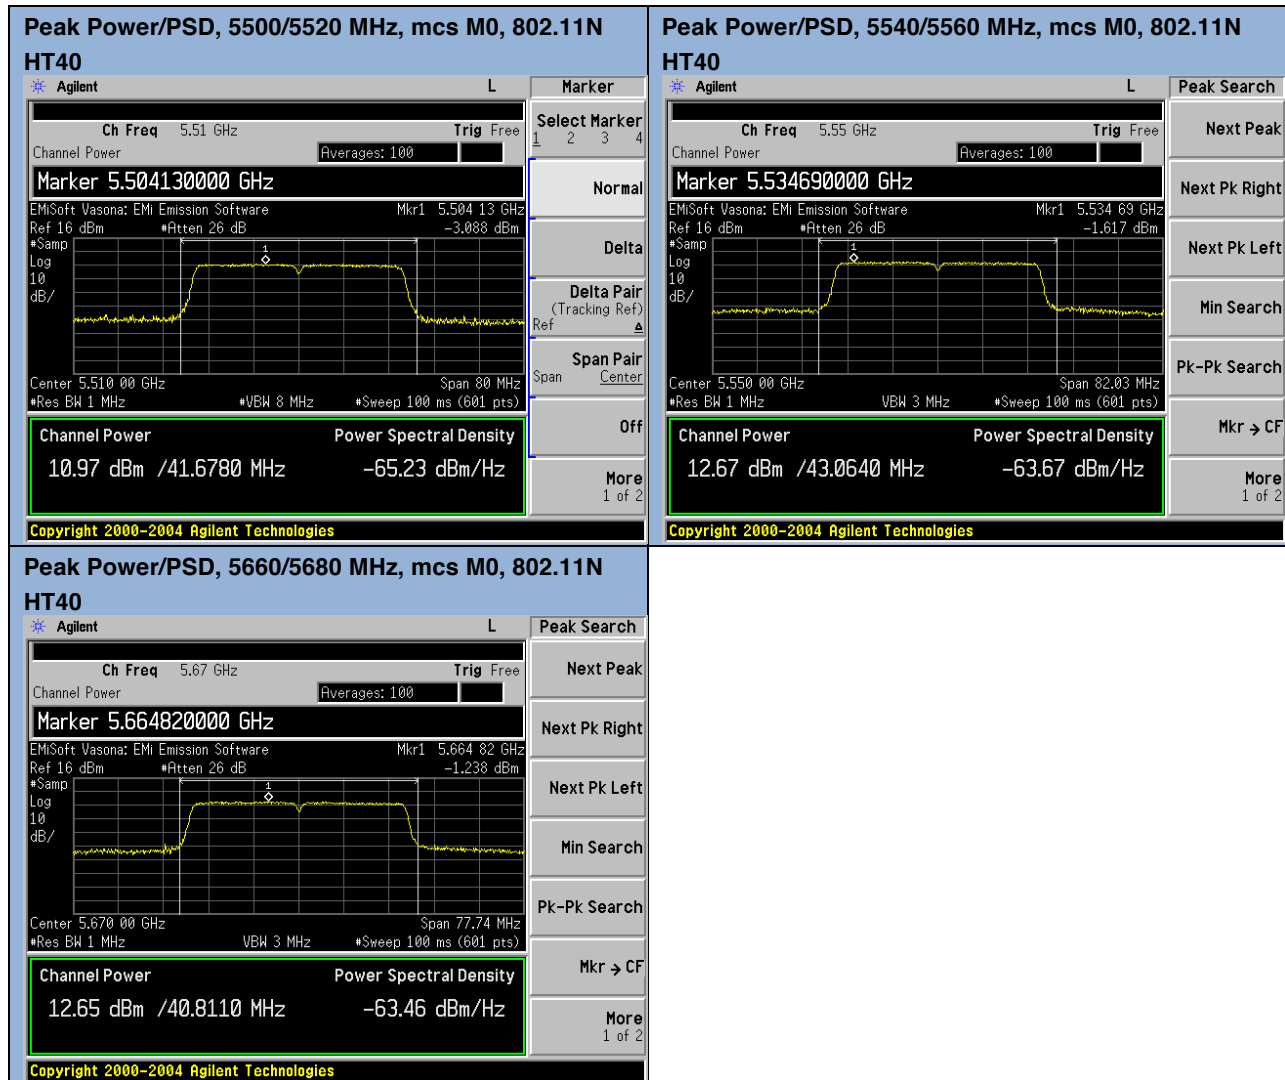 Peak Power/PSD, 5500/5520 MHz, mcs M0, 802.11N
HT40
Agilent
L
Marker
Ch Freq 5.51 GHz
Trig Free
Channel Power
Averages: 100
Marker 5.504130000 GHz
EMiSoft Vasona: EMi Emission Software
Mkr1 5.504 13 GHz
Ref 16 dBm
#Atten 26 dB
-3.088 dBm
#Samp
Log
10
dB/
1
Center 5.510 00 GHz
Span 80 MHz
#Res BW 1 MHz
#VBW 8 MHz
#Sweep 100 ms (601 pts)
Channel Power
Power Spectral Density
10.97 dBm /41.6780 MHz
-65.23 dBm/Hz
Copyright 2000-2004 Agilent Technologies
Select Marker
1 2 3 4
Normal
Delta
Delta Pair
(Tracking Ref)
Ref Δ
Span Pair
Span Center
Off
More
1 of 2
Peak Power/PSD, 5540/5560 MHz, mcs M0, 802.11N
HT40
Agilent
L
Peak Search
Ch Freq 5.55 GHz
Trig Free
Channel Power
Averages: 100
Marker 5.534690000 GHz
EMiSoft Vasona: EMi Emission Software
Mkr1 5.534 69 GHz
Ref 16 dBm
#Atten 26 dB
-1.617 dBm
#Samp
Log
10
dB/
1
Center 5.550 00 GHz
Span 82.03 MHz
#Res BW 1 MHz
VBW 3 MHz
#Sweep 100 ms (601 pts)
Channel Power
Power Spectral Density
12.67 dBm /43.0640 MHz
-63.67 dBm/Hz
Copyright 2000-2004 Agilent Technologies
Next Peak
Next Pk Right
Next Pk Left
Min Search
Pk-Pk Search
Mkr → CF
More
1 of 2
Peak Power/PSD, 5660/5680 MHz, mcs M0, 802.11N
HT40
Agilent
L
Peak Search
Ch Freq 5.67 GHz
Trig Free
Channel Power
Averages: 100
Marker 5.664820000 GHz
EMiSoft Vasona: EMi Emission Software
Mkr1 5.664 82 GHz
Ref 16 dBm
#Atten 26 dB
-1.238 dBm
#Samp
Log
10
dB/
1
Center 5.670 00 GHz
Span 77.74 MHz
#Res BW 1 MHz
VBW 3 MHz
#Sweep 100 ms (601 pts)
Channel Power
Power Spectral Density
12.65 dBm /40.8110 MHz
-63.46 dBm/Hz
Copyright 2000-2004 Agilent Technologies
Next Peak
Next Pk Right
Next Pk Left
Min Search
Pk-Pk Search
Mkr → CF
More
1 of 2